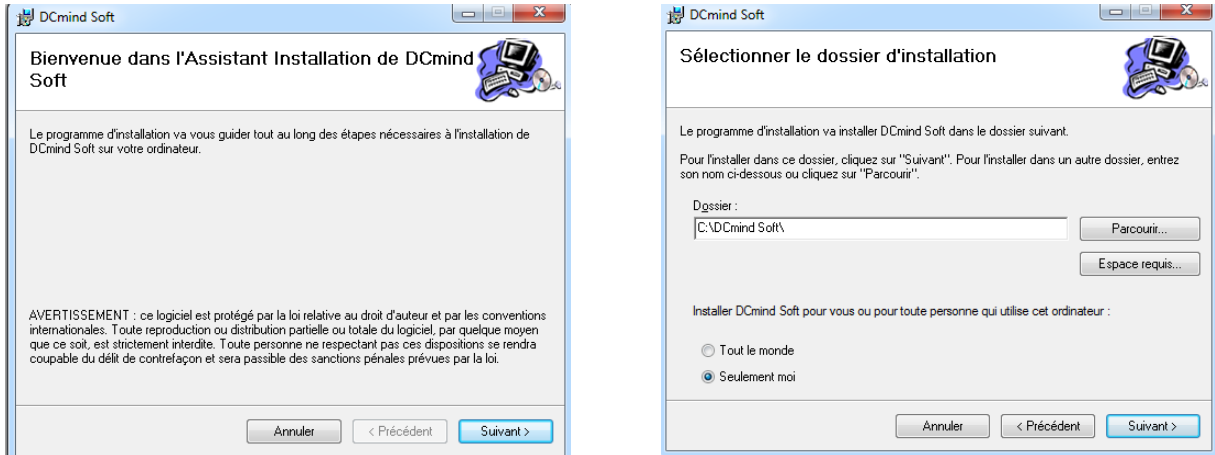 DCmind Soft
Bienvenue dans l'Assistant Installation de DCmind
Soft
Le programme d'installation va vous guider tout au long des étapes nécessaires à l'installation de
DCmind Soft sur votre ordinateur.
AVERTISSEMENT : ce logiciel est protégé par la loi relative au droit d'auteur et par les conventions
internationales. Toute reproduction ou distribution partielle ou totale du logiciel, par quelque moyen
que ce soit, est strictement interdite. Toute personne ne respectant pas ces dispositions se rendra
coupable du délit de contrefaçon et sera passible des sanctions pénales prévues par la loi.
Annuler
< Précédent
Suivant >
DCmind Soft
Sélectionner le dossier d'installation
Le programme d'installation va installer DCmind Soft dans le dossier suivant.
Pour l'installer dans ce dossier, cliquez sur "Suivant". Pour l'installer dans un autre dossier, entrez
son nom ci-dessous ou cliquez sur "Parcourir".
Dossier :
C:\DCmind Soft\
Parcourir...
Espace requis...
Installer DCmind Soft pour vous ou pour toute personne qui utilise cet ordinateur :
Tout le monde
Seulement moi
Annuler
< Précédent
Suivant >